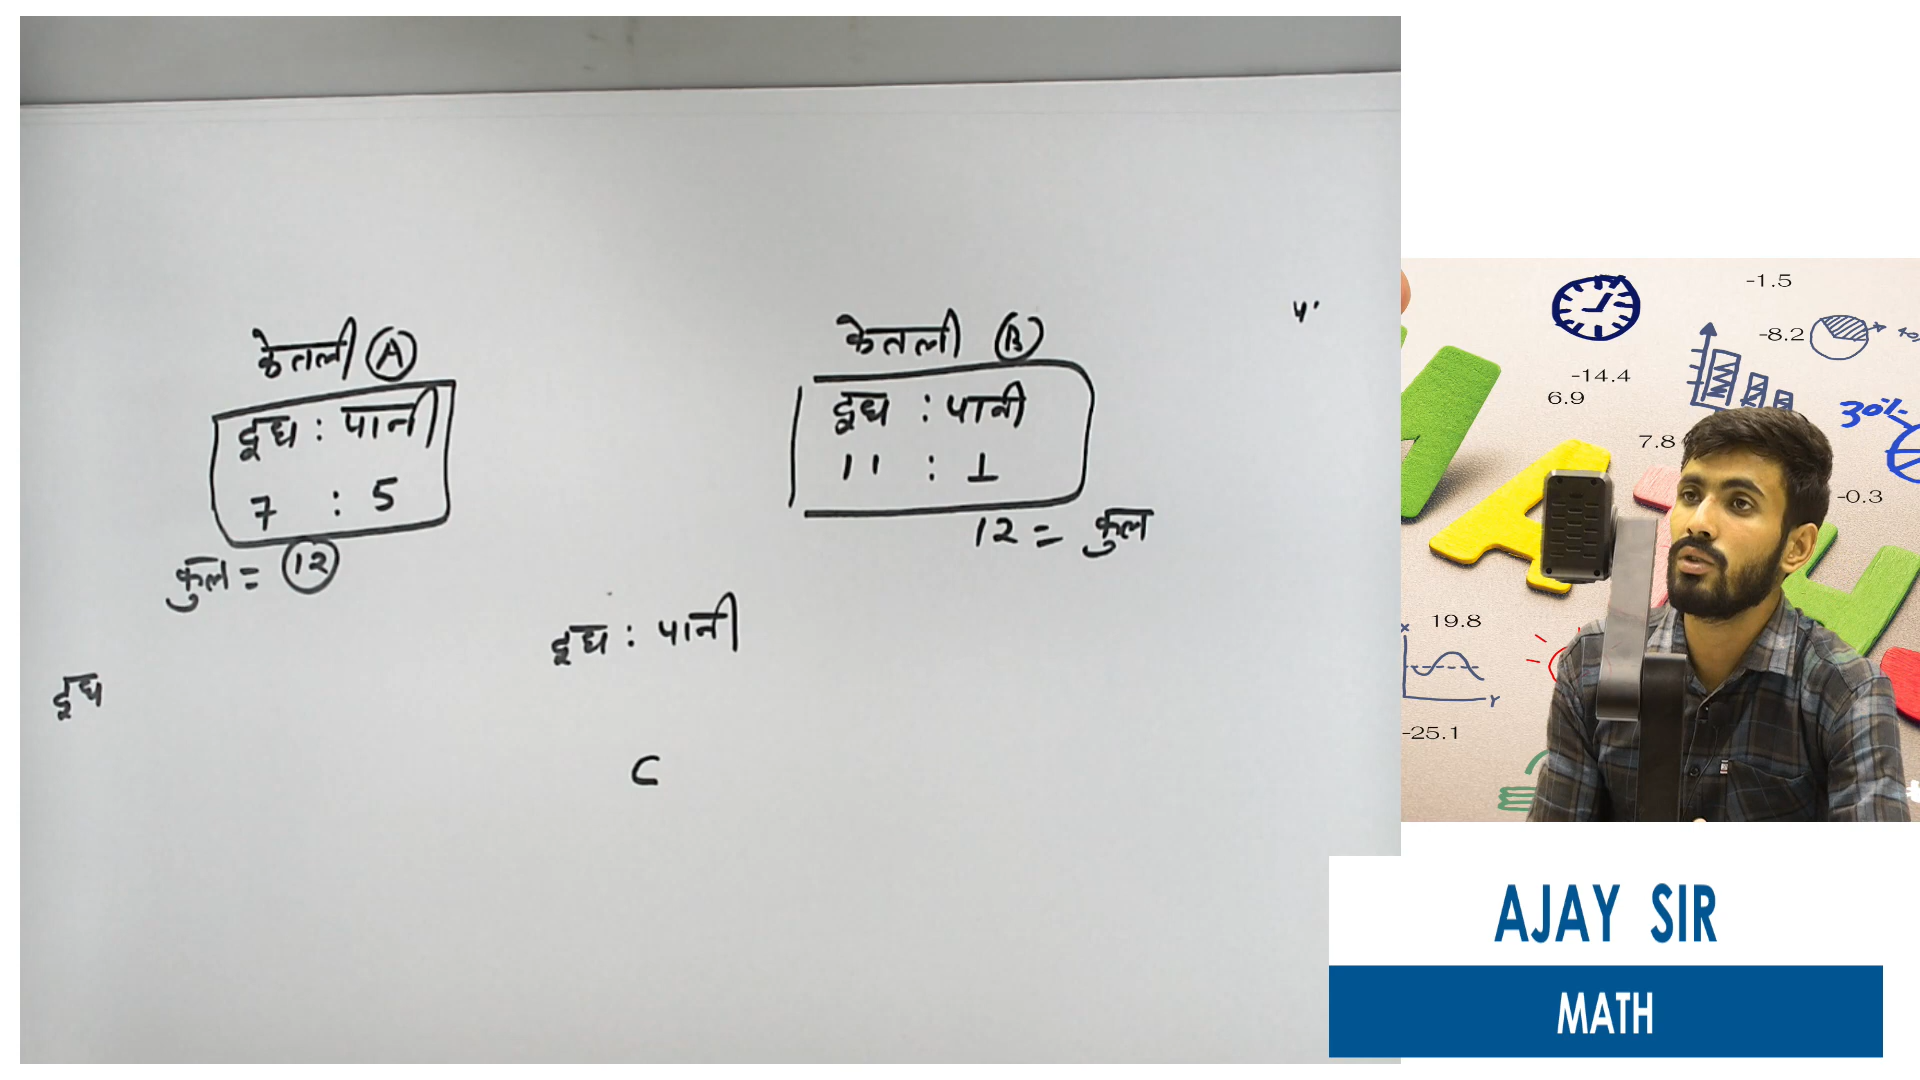 केतली A
दूध : पानी
7 : 5
कुल = 12
केतली B
दूध : पानी
11 : 1
12 = कुल
दूध : पानी
दूध
-1.5
-8.2
-14.4
6.9
7.8
30%
-0.3
19.8
x
Y
-25.1
AJAY SIR
MATH